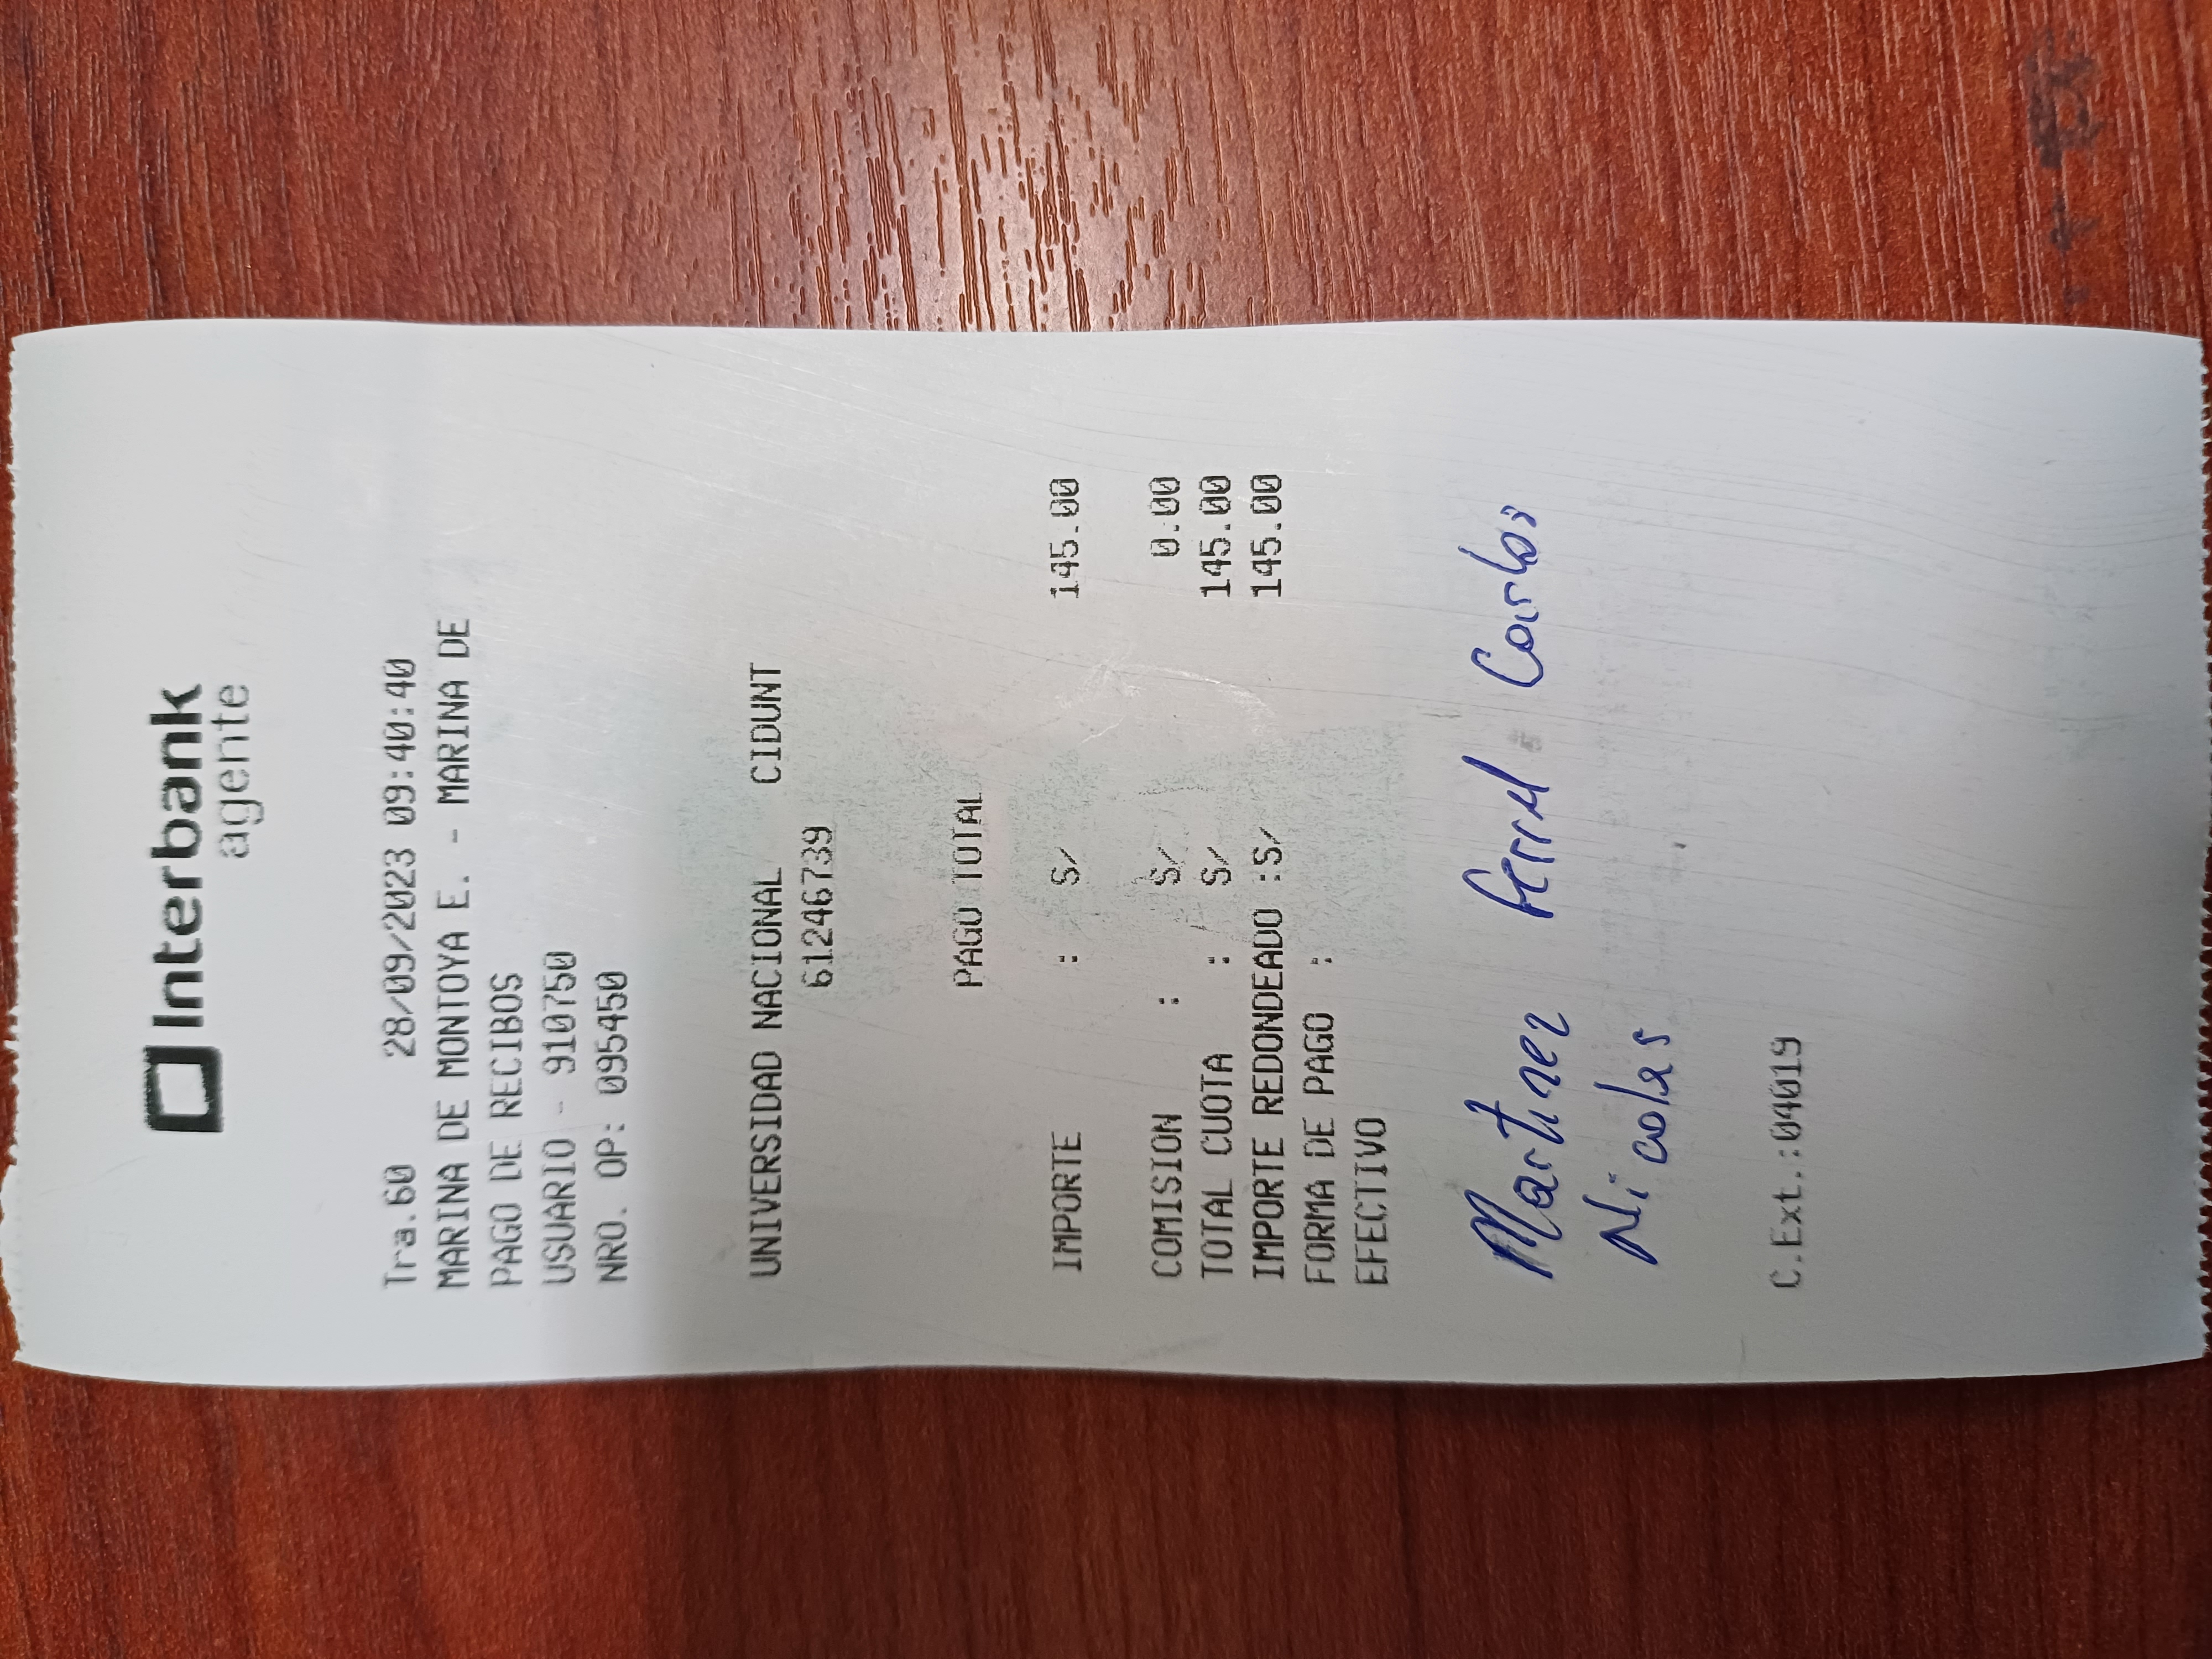 Interbank
agente
Tra.60 28/09/2023 09:40:40
MARINA DE MONTOYA E. - MARINA DE
PAGO DE RECIBOS
USUARIO - 910750
NRO. OP: 095450
UNIVERSIDAD NACIONAL CIDUNT
61246739
PAGO TOTAL
IMPORTE : S/ 145.00
COMISION : S/ 0.00
TOTAL CUOTA : S/ 145.00
IMPORTE REDONDEADO :S/ 145.00
FORMA DE PAGO :
EFECTIVO
Martinez Carlos
Nicolas
C.Ext.:04019